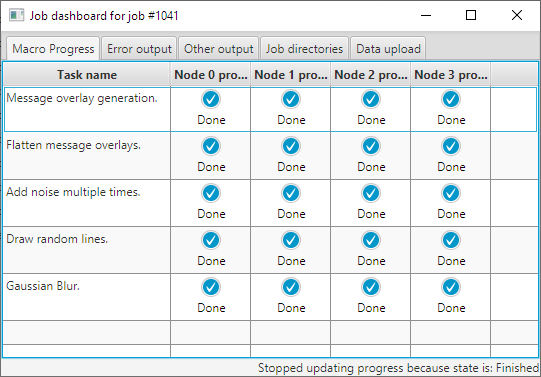 Job dashboard for job #1041
Macro Progress Error output Other output Job directories Data upload
Task name Node 0 pro... Node 1 pro... Node 2 pro... Node 3 pro...
Message overlay generation. Done Done Done Done
Flatten message overlays. Done Done Done Done
Add noise multiple times. Done Done Done Done
Draw random lines. Done Done Done Done
Gaussian Blur. Done Done Done Done
Stopped updating progress because state is: Finished